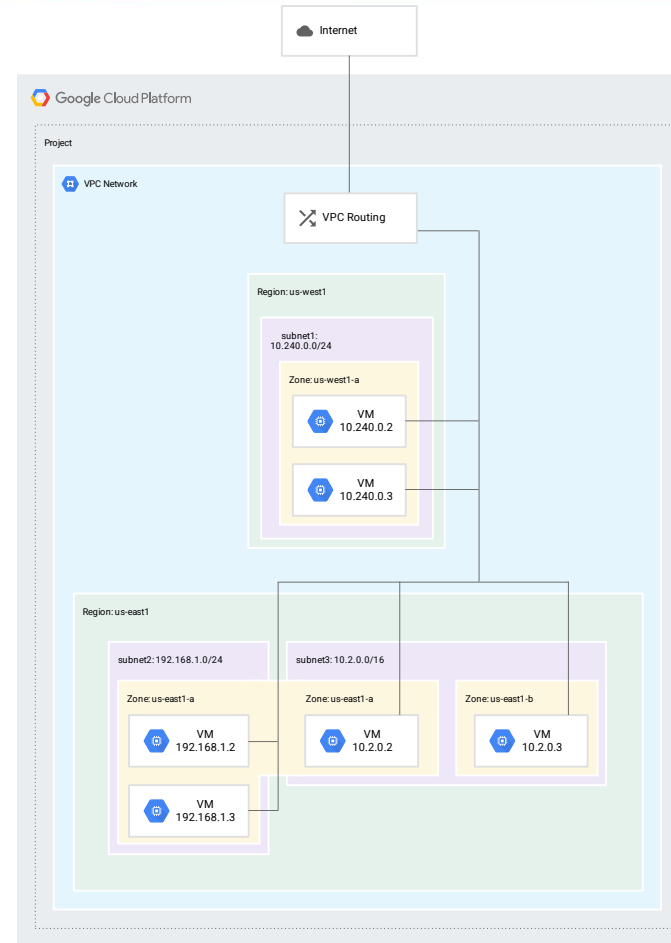 Internet
Google Cloud Platform
Project
VPC Network
VPC Routing
Region: us-west1
subnet1:
10.240.0.0/24
Zone: us-west1-a
VM
10.240.0.2
VM
10.240.0.3
Region: us-east1
subnet2: 192.168.1.0/24
subnet3: 10.2.0.0/16
Zone: us-east1-a
Zone: us-east1-a
Zone: us-east1-b
VM
192.168.1.2
VM
10.2.0.2
VM
10.2.0.3
VM
192.168.1.3